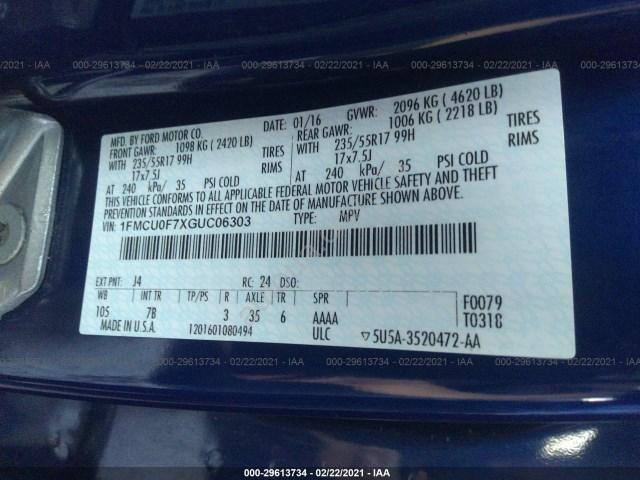 000-29613734 - 02/22/2021 - IAA 000-29613734 - 02/22/2021 - IAA 000-29613734 - 02/22/2021 - IAA
MFD. BY FORD MOTOR CO. DATE: 01/16 GVWR: 2096 KG ( 4620 LB)
FRONT GAWR: 1098 KG (2420 LB) REAR GAWR: 1006 KG ( 2218 LB)
WITH 235/55R17 99H TIRES WITH 235/55R17 99H TIRES
17x7.5J RIMS 17x7.5J RIMS
AT 240 kPa/ 35 PSI COLD AT 240 kPa/ 35 PSI COLD
THIS VEHICLE CONFORMS TO ALL APPLICABLE FEDERAL MOTOR VEHICLE SAFETY AND THEFT
PREVENTION STANDARDS IN EFFECT ON THE DATE OF MANUFACTURE SHOWN ABOVE.
VIN: 1FMCU0F7XGUC06303 TYPE: MPV
EXT PNT: J4 RC: 24 DSO:
WB INT TR TP/PS R AXLE TR SPR F0079
105 7B 3 35 6 AAAA T0318
MADE IN U.S.A. 1201601080494 ULC ▽5U5A-3520472-AA
000-29613734 - 02/22/2021 - IAA